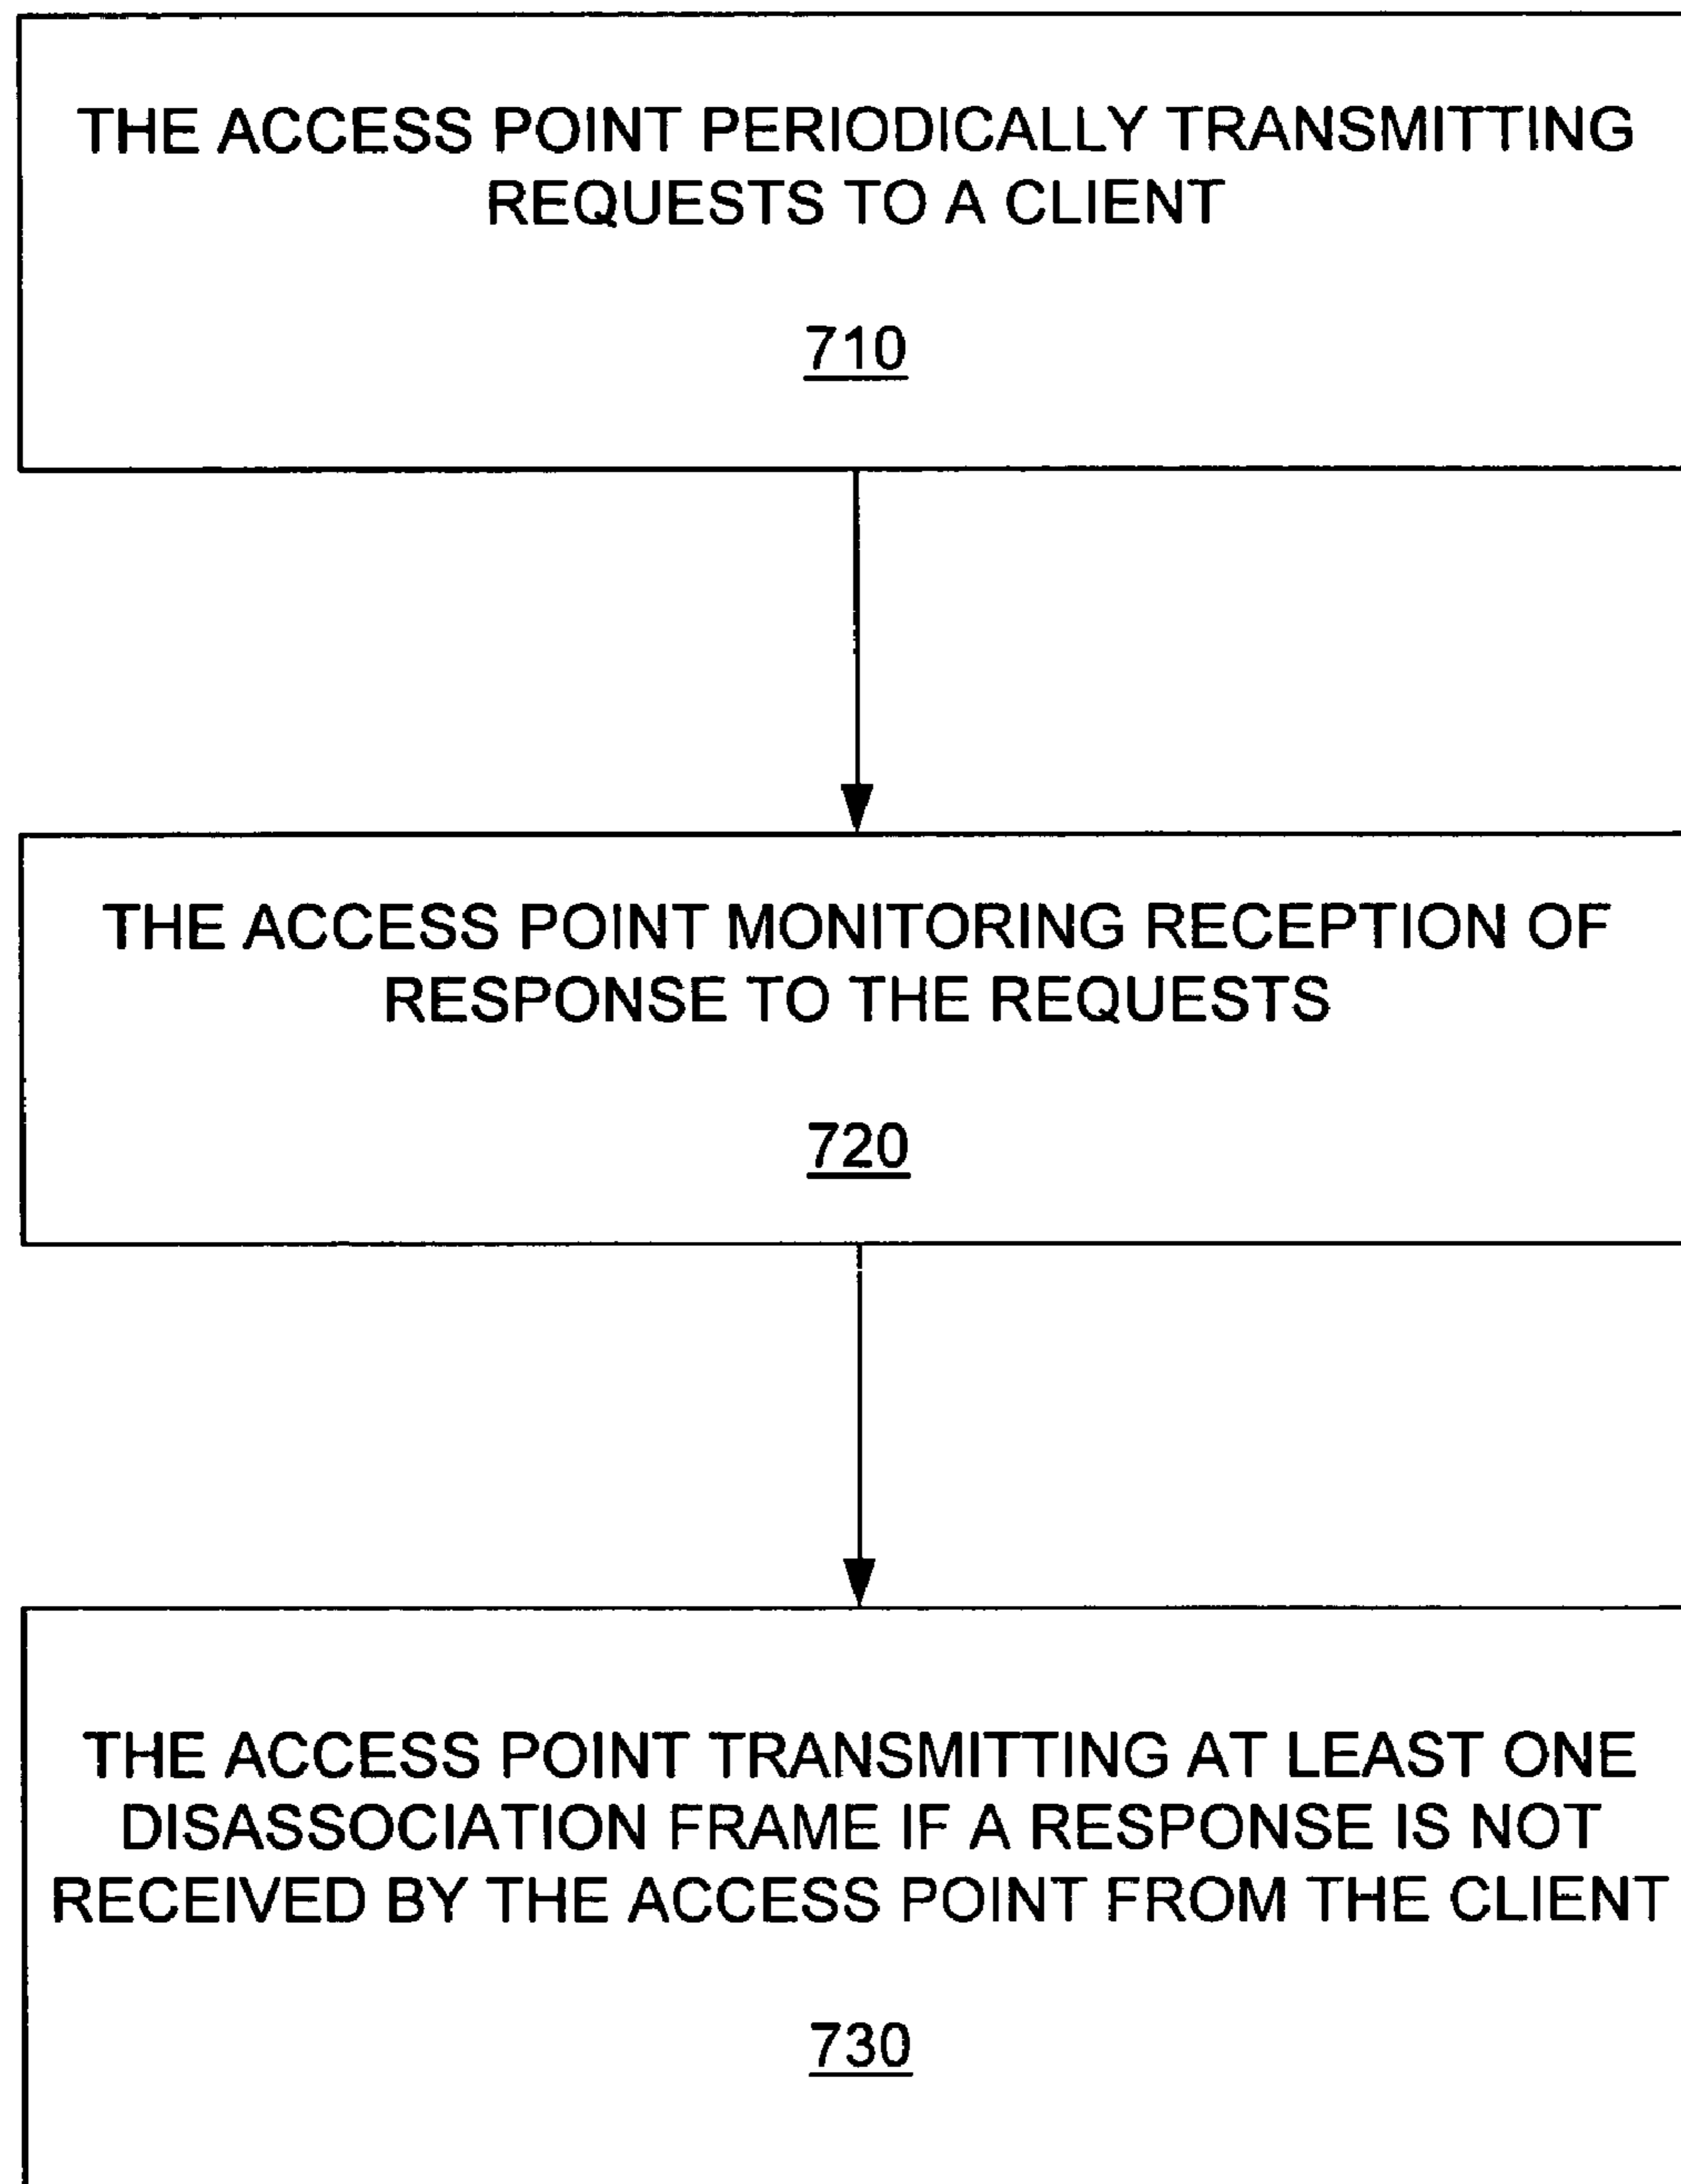 THE ACCESS POINT PERIODICALLY TRANSMITTING
REQUESTS TO A CLIENT
710
THE ACCESS POINT MONITORING RECEPTION OF
RESPONSE TO THE REQUESTS
720
THE ACCESS POINT TRANSMITTING AT LEAST ONE
DISASSOCIATION FRAME IF A RESPONSE IS NOT
RECEIVED BY THE ACCESS POINT FROM THE CLIENT
730